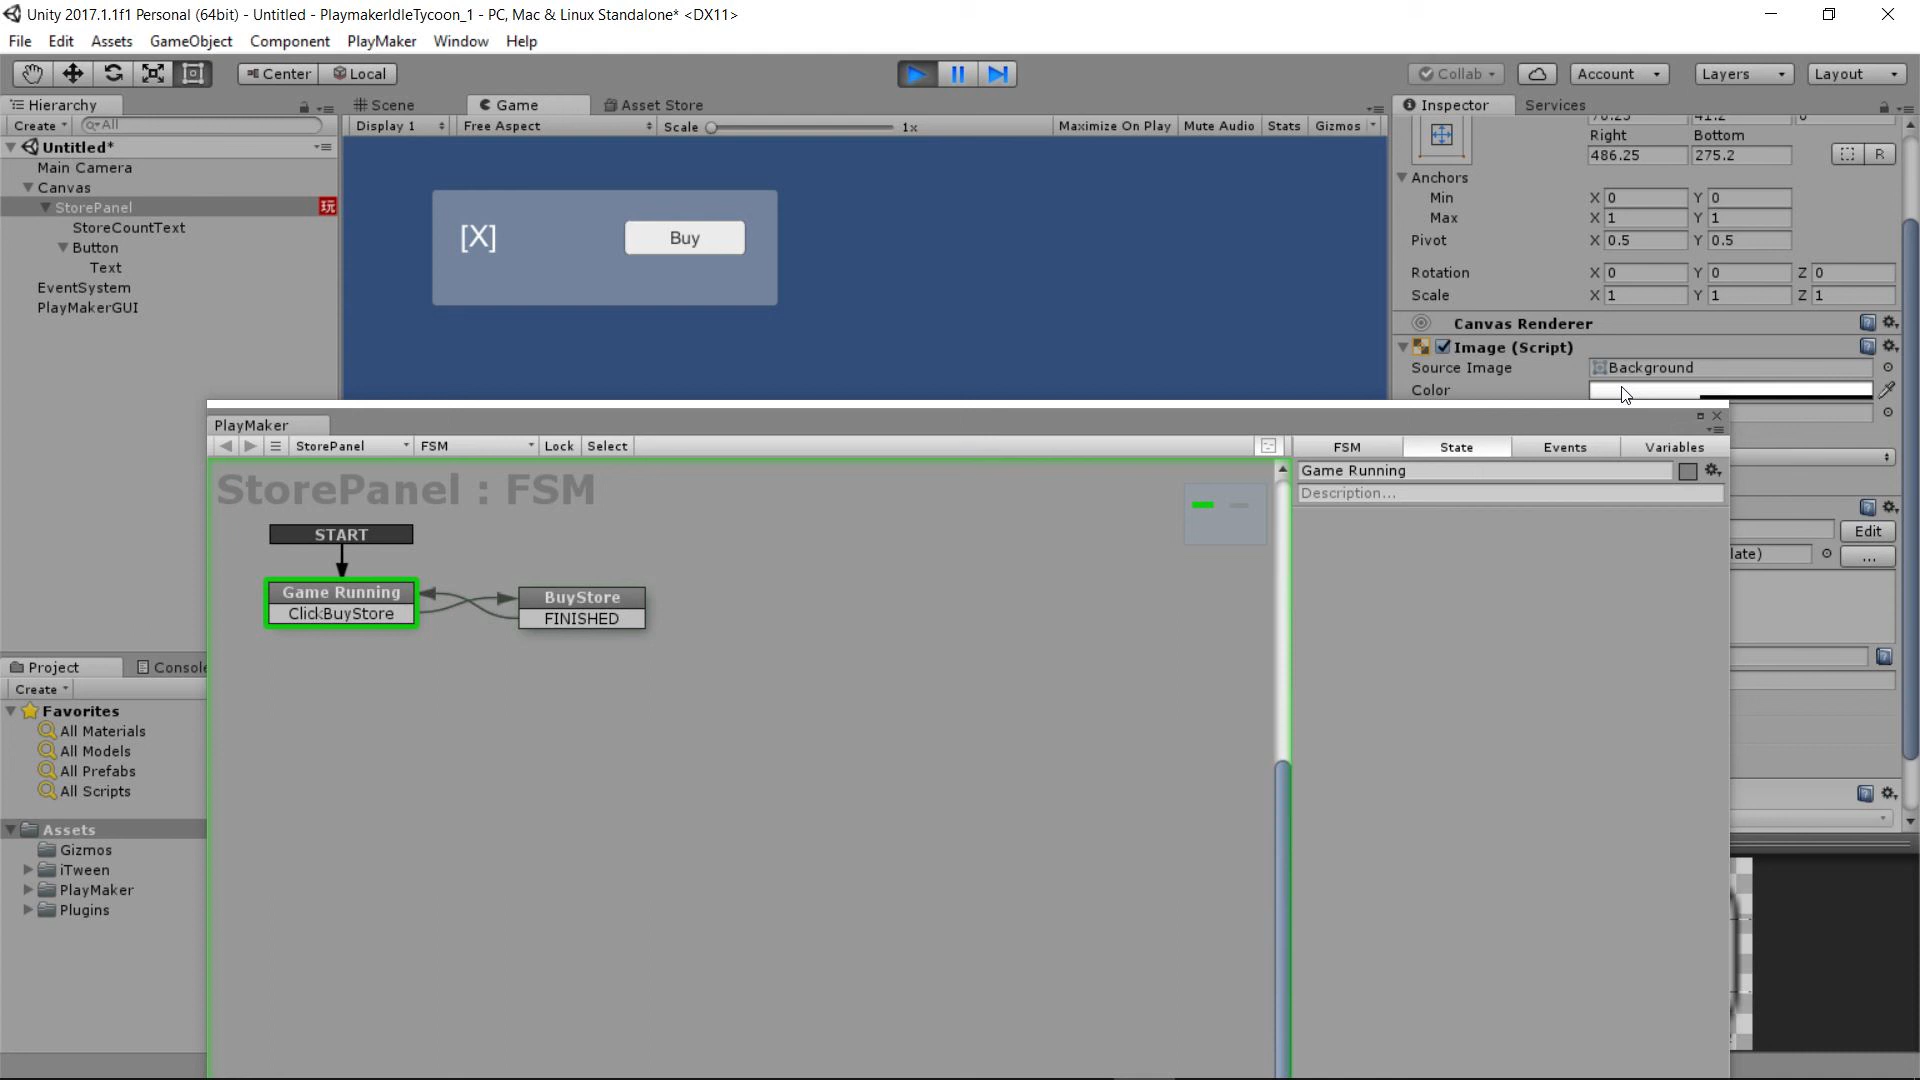 Unity 2017.1.1f1 Personal (64bit) - Untitled - PlaymakerIdleTycoon_1 - PC, Mac & Linux Standalone* <DX11>
File Edit Assets GameObject Component PlayMaker Window Help
Center Local Collab Account Layers Layout
Hierarchy Scene Game Asset Store Inspector Services
Create All Display 1 Free Aspect Scale 1x Maximize On Play Mute Audio Stats Gizmos
Right Bottom
486.25 275.2 R
Untitled*
Main Camera
Canvas
StorePanel 玩
StoreCountText
Button
Text
EventSystem
PlayMakerGUI
[X] Buy
Anchors
Min X 0 Y 0
Max X 1 Y 1
Pivot X 0.5 Y 0.5
Rotation X 0 Y 0 Z 0
Scale X 1 Y 1 Z 1
Canvas Renderer
Image (Script)
Source Image Background
Color
PlayMaker
StorePanel FSM Lock Select FSM State Events Variables
StorePanel : FSM
Game Running
Description...
START
Game Running
ClickBuyStore
BuyStore
FINISHED
Edit
late)
...
Project Console
Create
Favorites
All Materials
All Models
All Prefabs
All Scripts
Assets
Gizmos
iTween
PlayMaker
Plugins